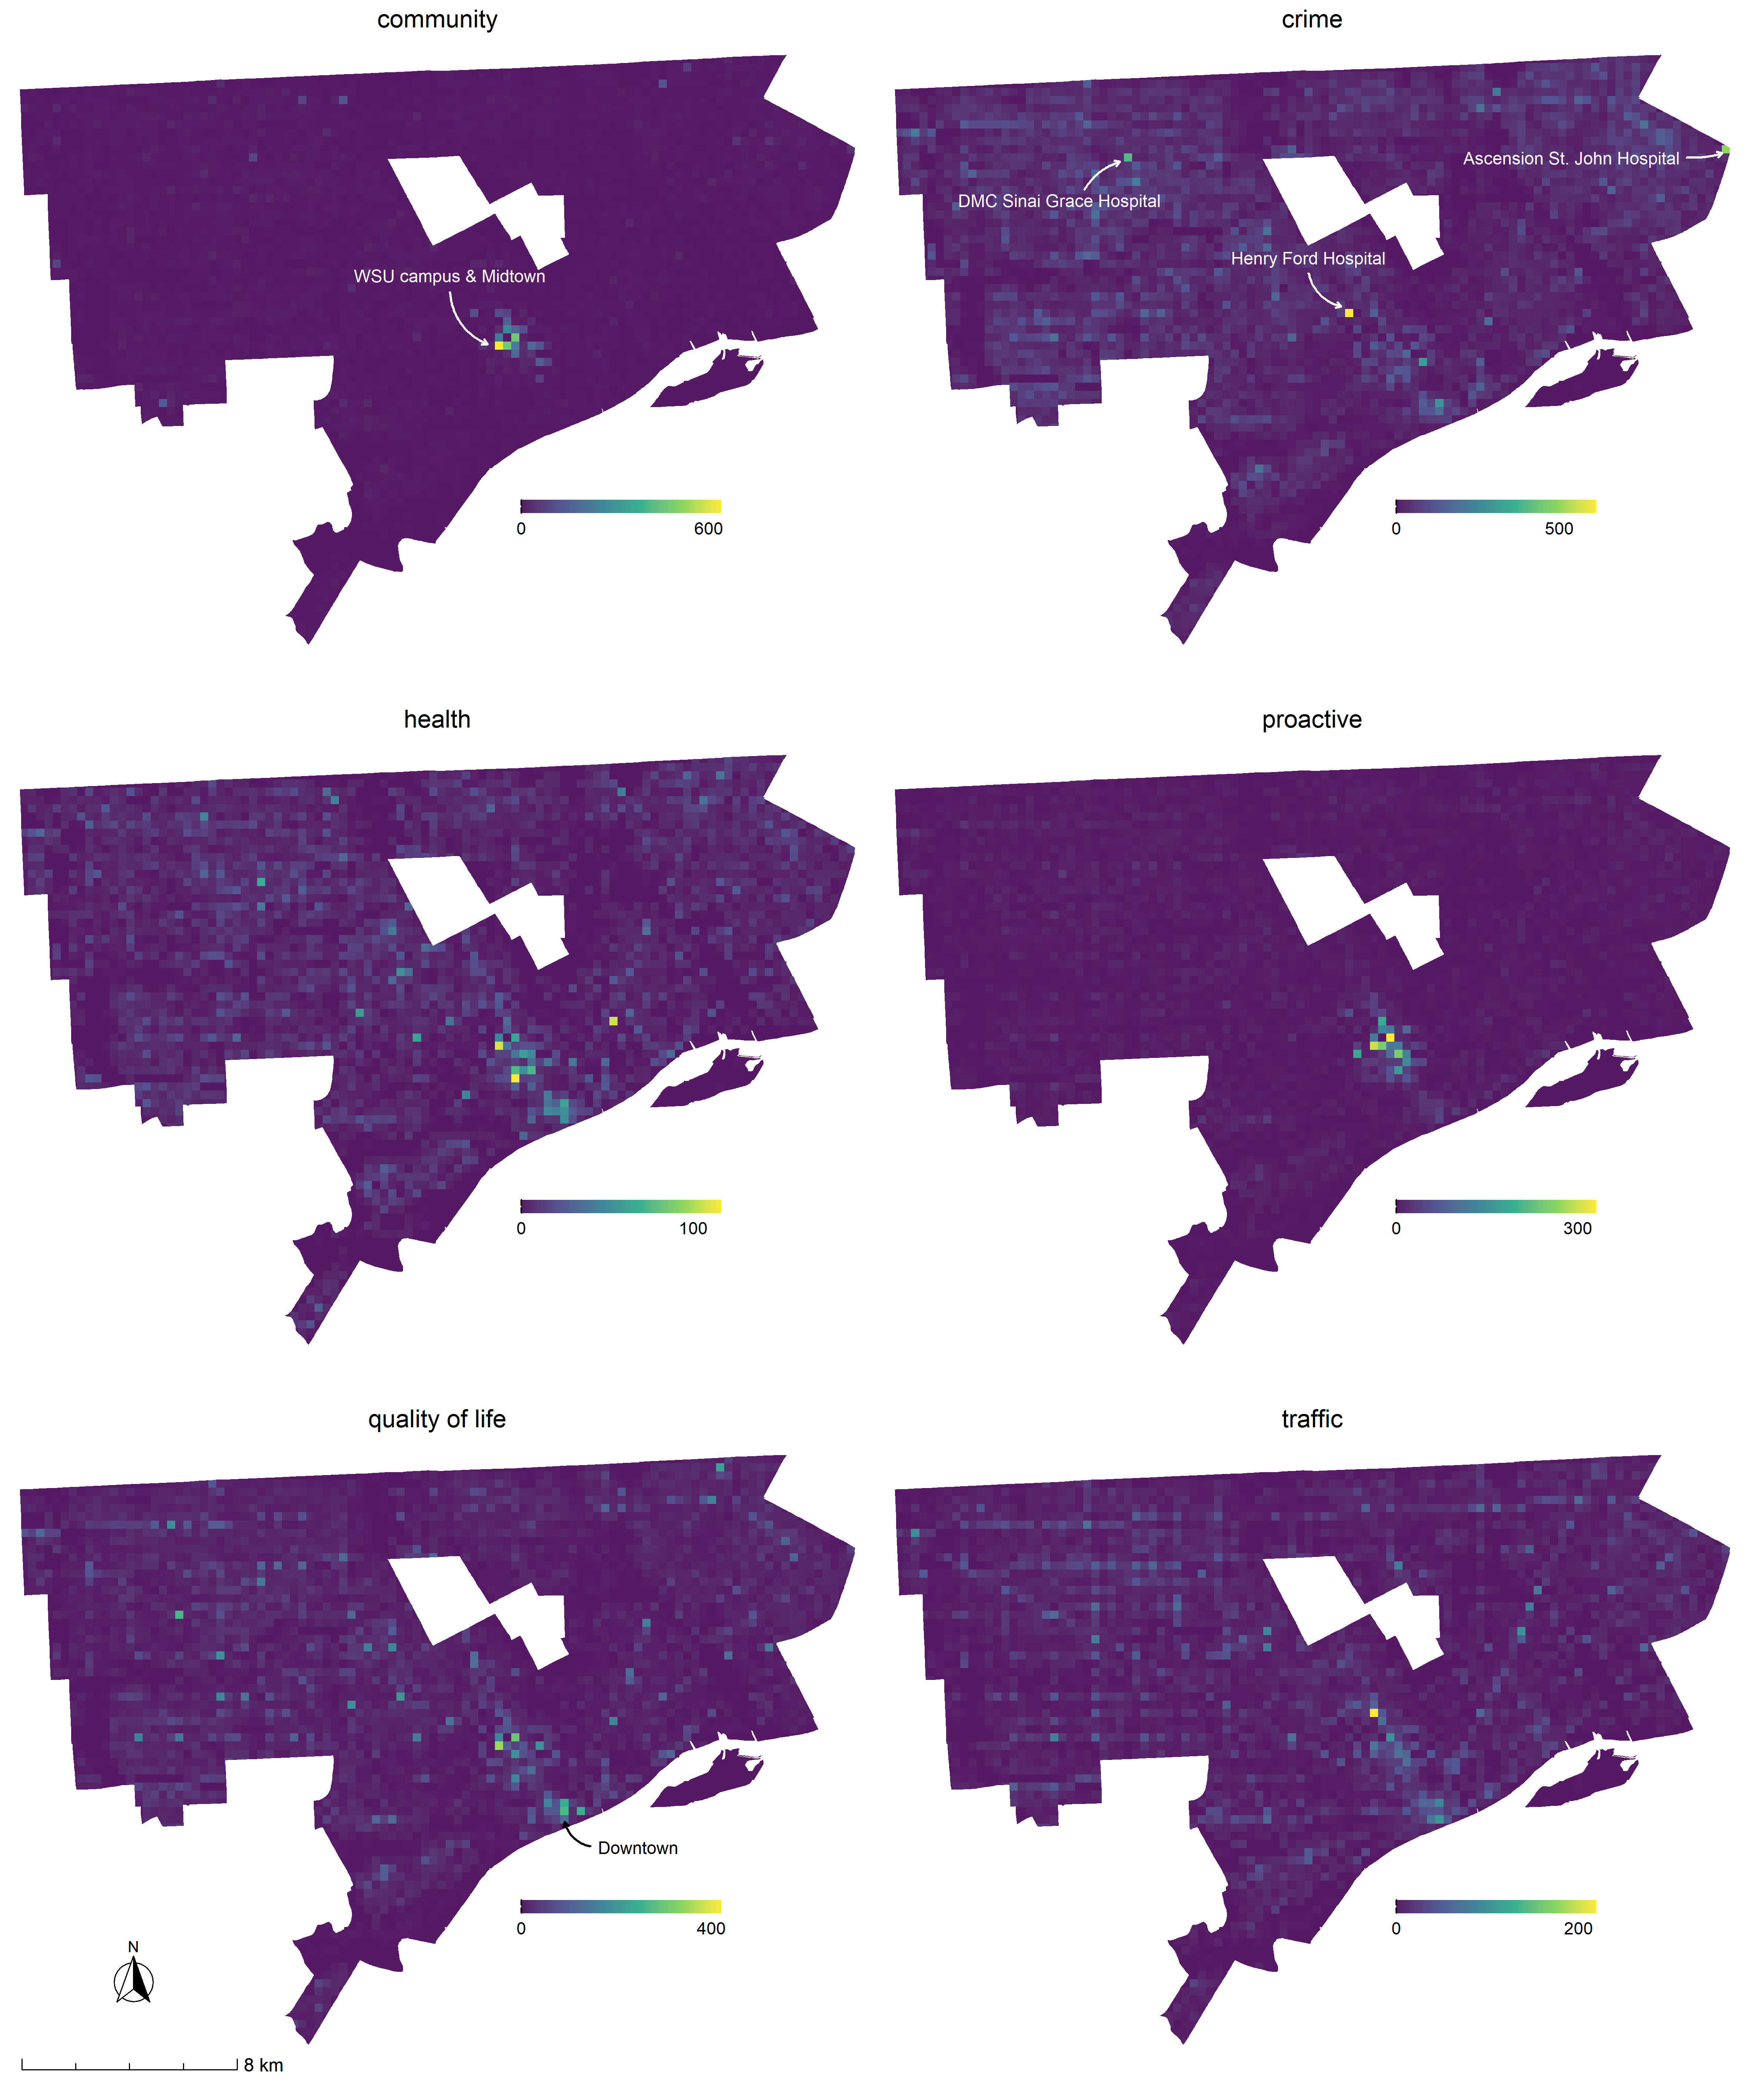 community
crime
Ascension St. John Hospital
DMC Sinai Grace Hospital
Henry Ford Hospital
WSU campus & Midtown
0 600
0 500
health
proactive
0 100
0 300
quality of life
traffic
Downtown
0 400
0 200
N
8 km